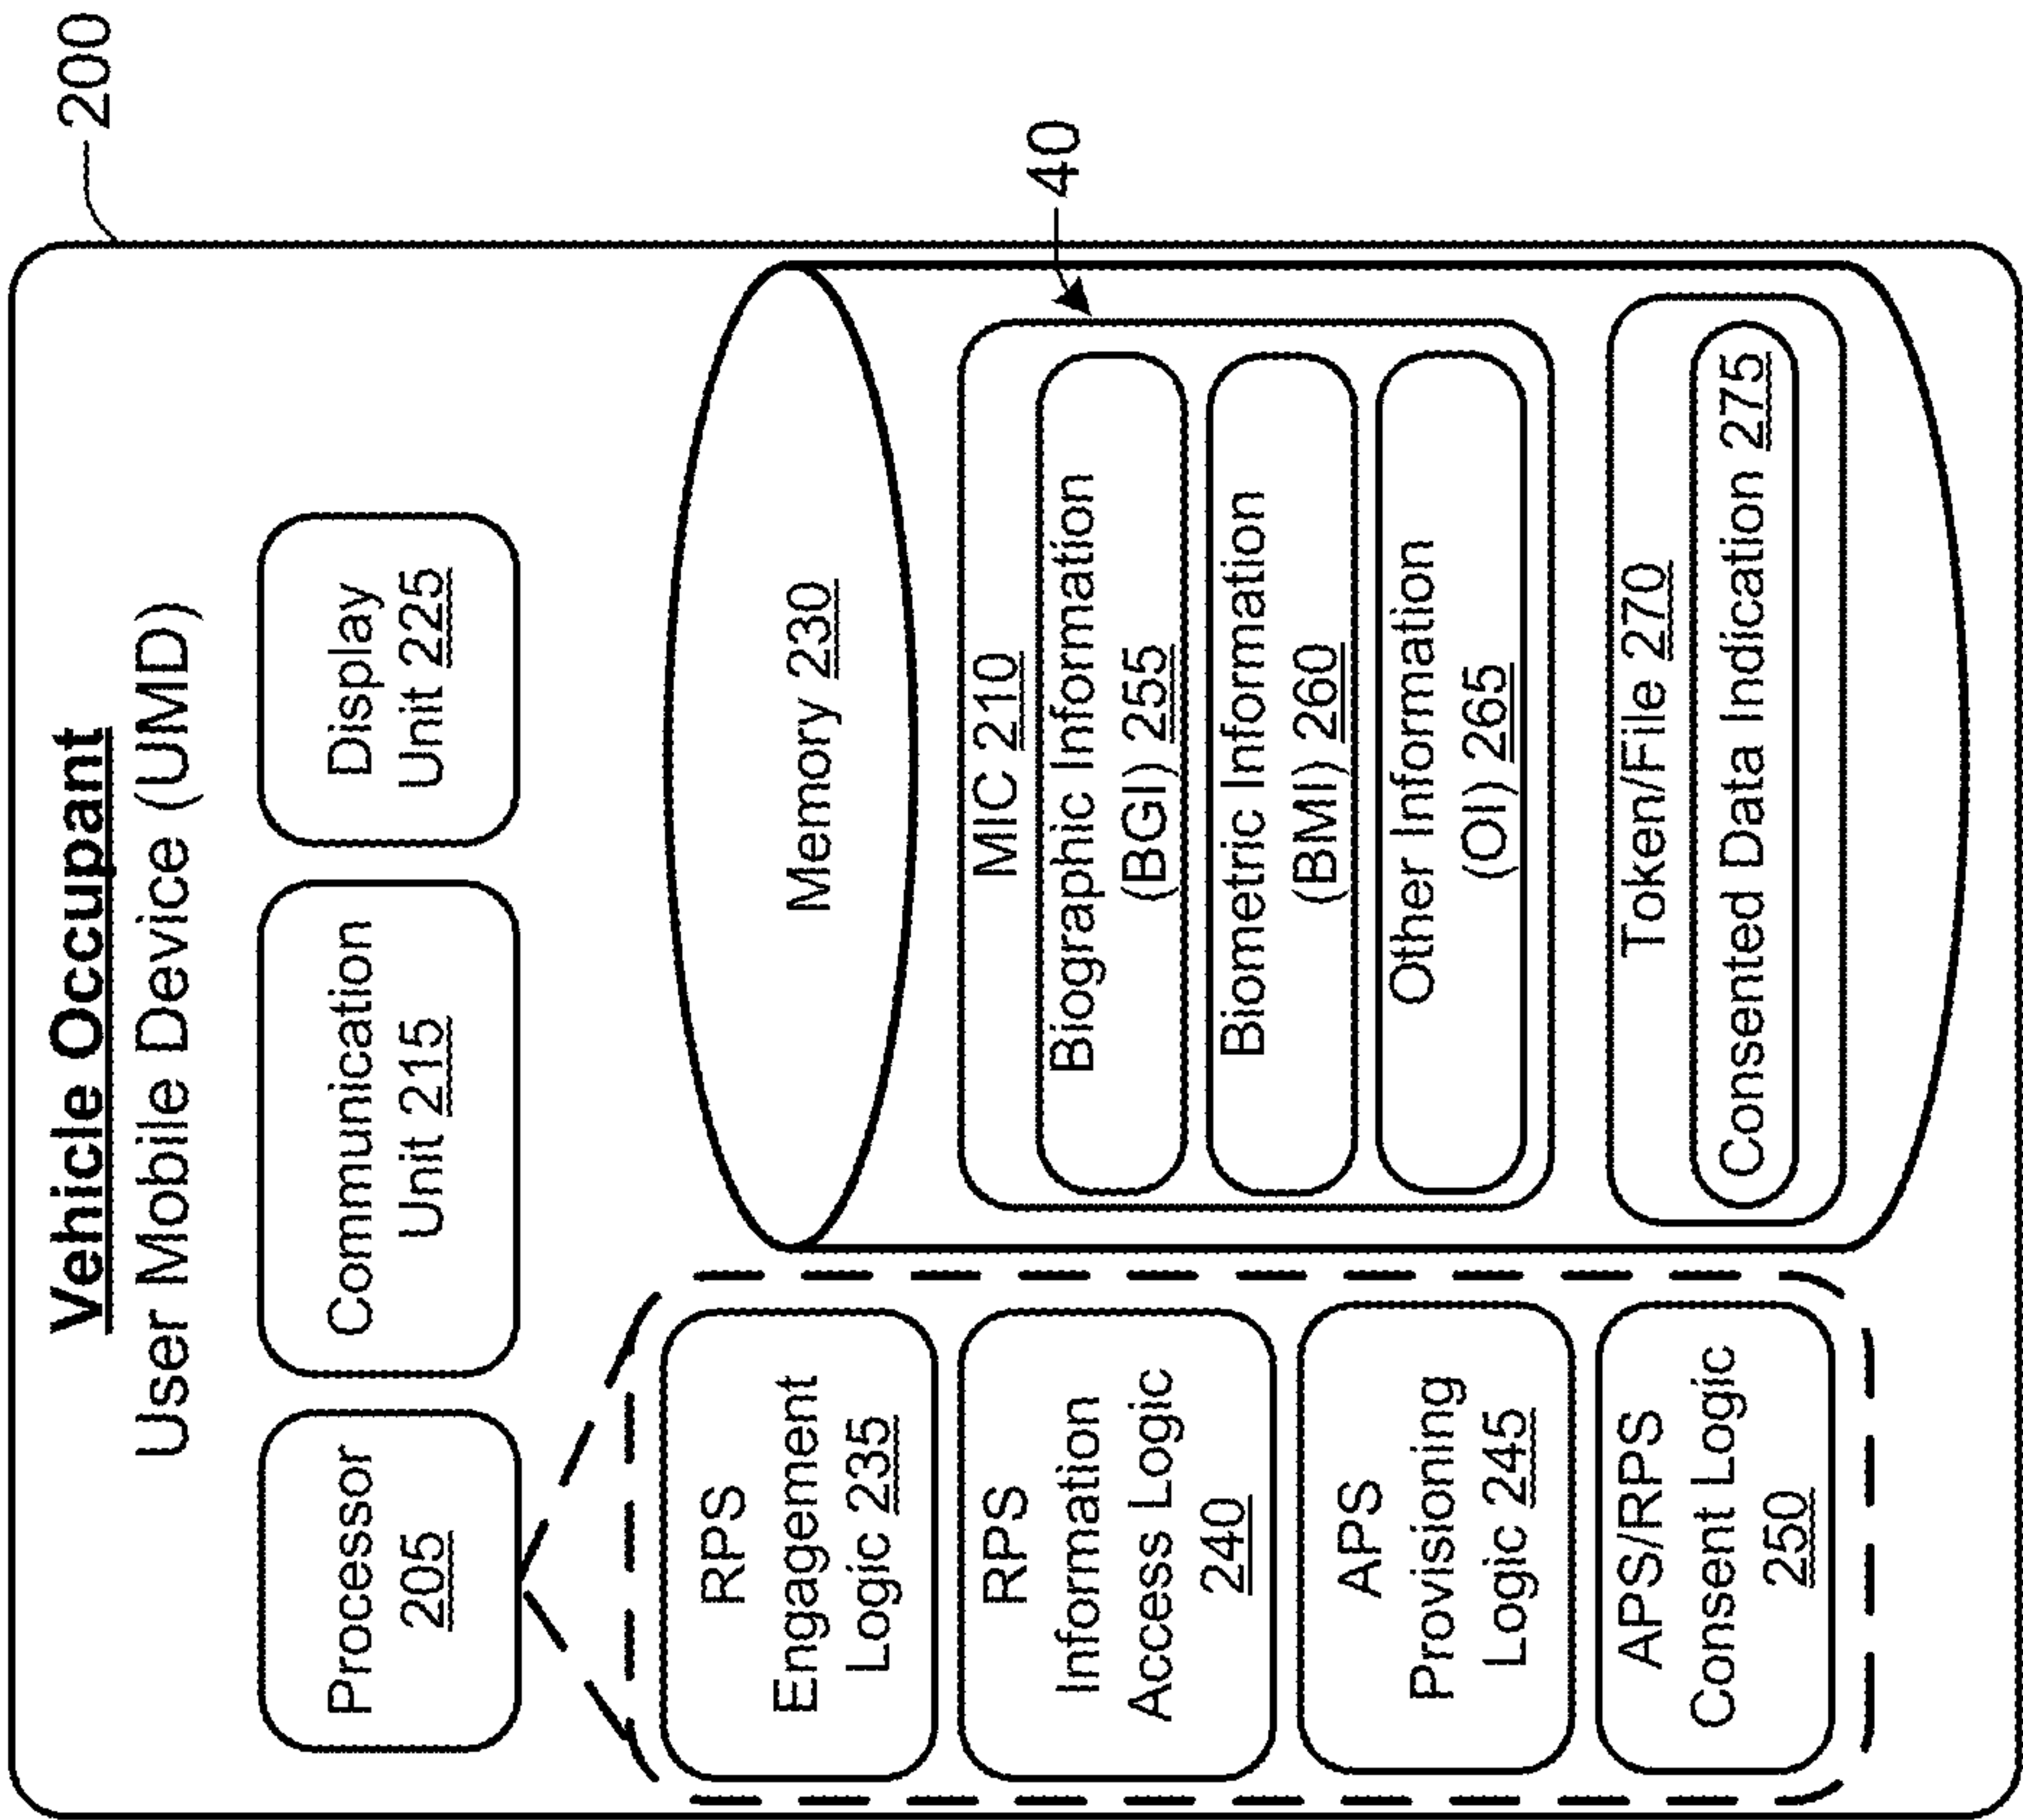 200
Vehicle Occupant
User Mobile Device (UMD)
Processor
205
Communication
Unit 215
Display
Unit 225
RPS
Engagement
Logic 235
RPS
Information
Access Logic
240
APS
Provisioning
Logic 245
APS/RPS
Consent Logic
250
Memory 230
40
MIC 210
Biographic Information
(BGI) 255
Biometric Information
(BMI) 260
Other Information
(OI) 265
Token/File 270
Consented Data Indication 275